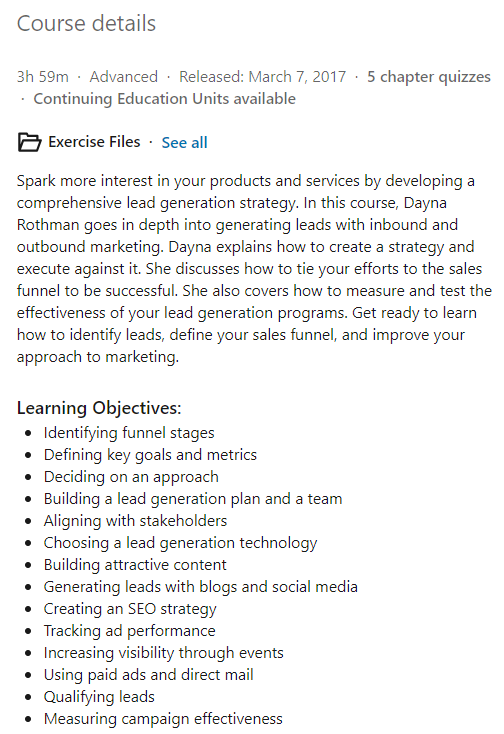 Course details
3h 59m · Advanced · Released: March 7, 2017 · 5 chapter quizzes
· Continuing Education Units available
Exercise Files · See all
Spark more interest in your products and services by developing a
comprehensive lead generation strategy. In this course, Dayna
Rothman goes in depth into generating leads with inbound and
outbound marketing. Dayna explains how to create a strategy and
execute against it. She discusses how to tie your efforts to the sales
funnel to be successful. She also covers how to measure and test the
effectiveness of your lead generation programs. Get ready to learn
how to identify leads, define your sales funnel, and improve your
approach to marketing.
Learning Objectives:
• Identifying funnel stages
• Defining key goals and metrics
• Deciding on an approach
• Building a lead generation plan and a team
• Aligning with stakeholders
• Choosing a lead generation technology
• Building attractive content
• Generating leads with blogs and social media
• Creating an SEO strategy
• Tracking ad performance
• Increasing visibility through events
• Using paid ads and direct mail
• Qualifying leads
• Measuring campaign effectiveness